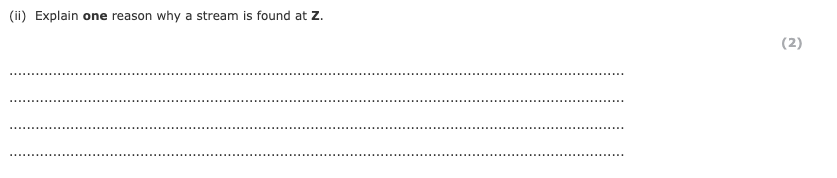 (ii) Explain one reason why a stream is found at Z.
(2)